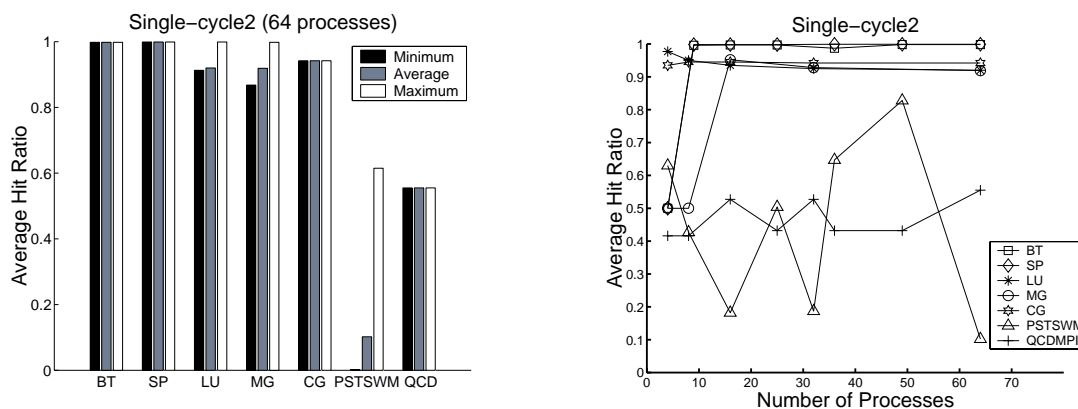 Single−cycle2 (64 processes)
Average Hit Ratio
1
0.8
0.6
0.4
0.2
0
Minimum
Average
Maximum
BT SP LU MG CG PSTSWM QCD
Single−cycle2
Average Hit Ratio
1
0.9
0.8
0.7
0.6
0.5
0.4
0.3
0.2
0.1
0
BT
SP
LU
MG
CG
PSTSWM
QCDMPI
0 10 20 30 40 50 60 70
Number of Processes